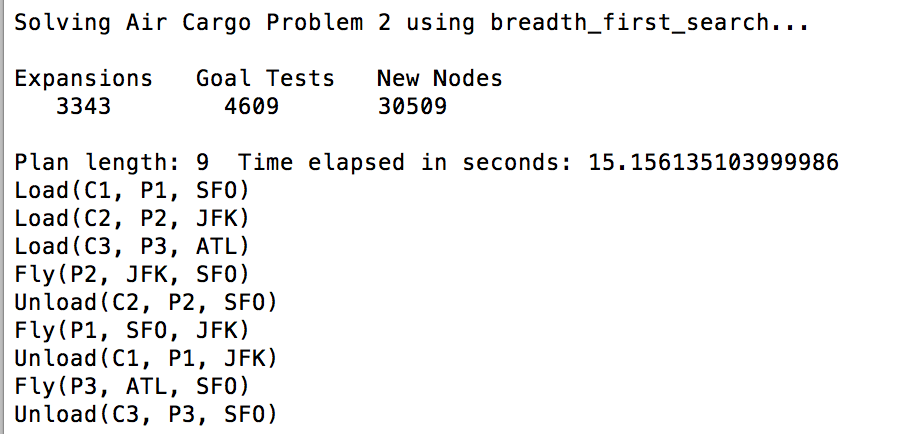 Solving Air Cargo Problem 2 using breadth_first_search...
Expansions   Goal Tests   New Nodes
3343        4609       30509
Plan length: 9  Time elapsed in seconds: 15.156135103999986
Load(C1, P1, SFO)
Load(C2, P2, JFK)
Load(C3, P3, ATL)
Fly(P2, JFK, SFO)
Unload(C2, P2, SFO)
Fly(P1, SFO, JFK)
Unload(C1, P1, JFK)
Fly(P3, ATL, SFO)
Unload(C3, P3, SFO)